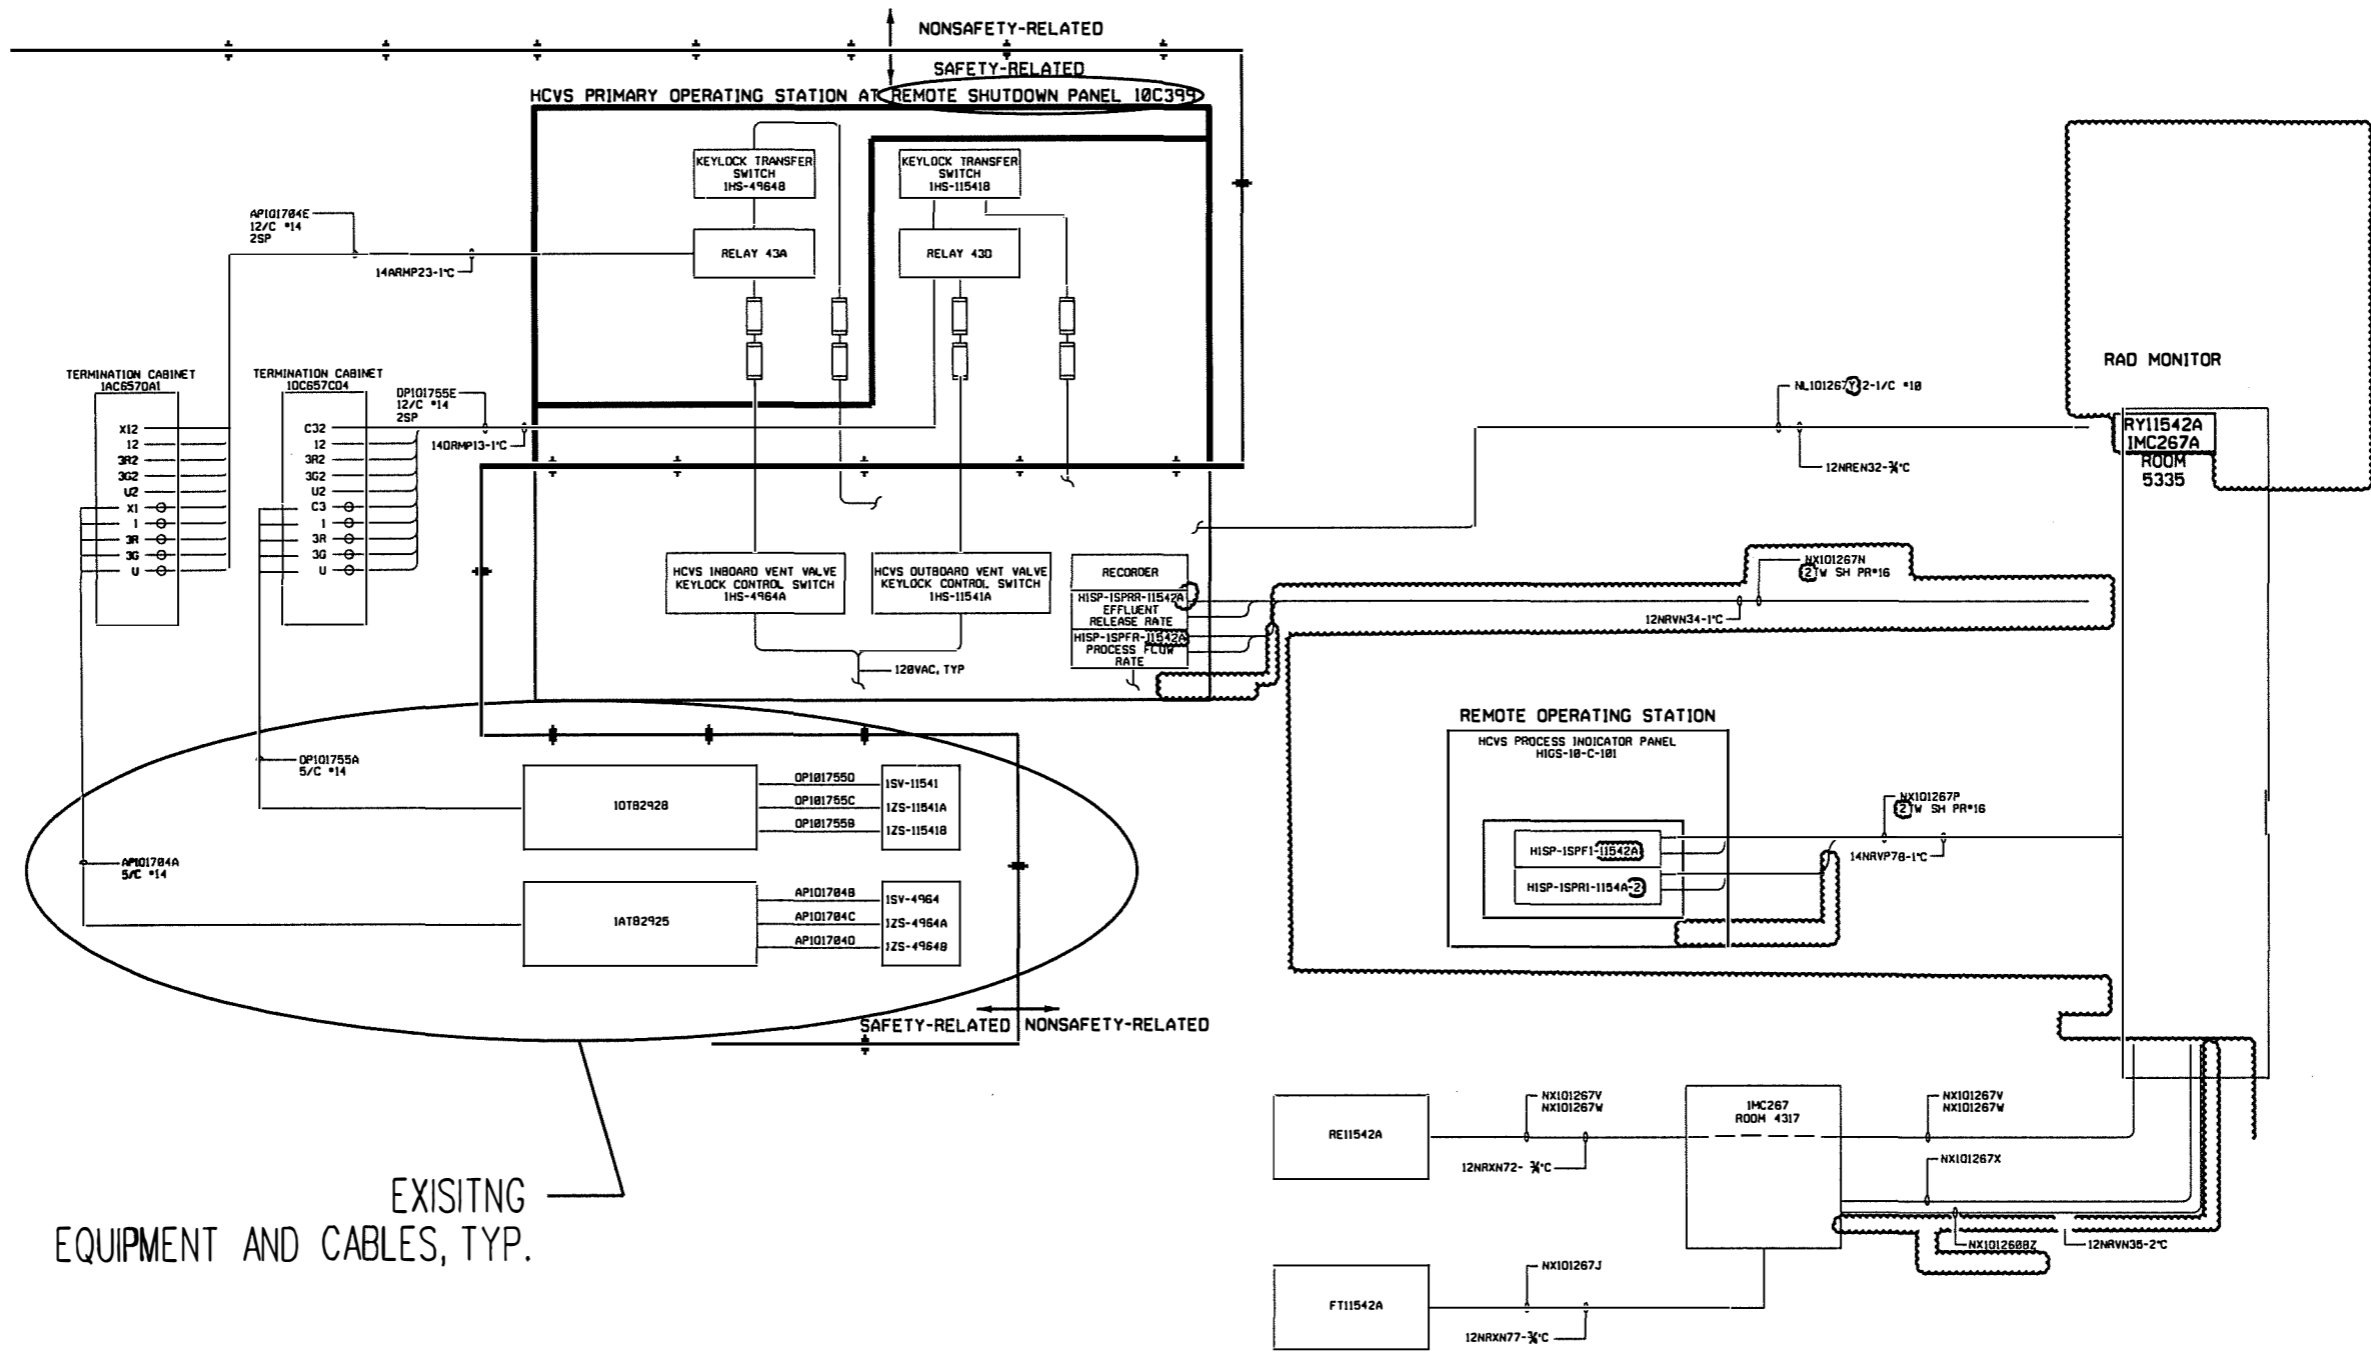 NONSAFETY-RELATED
SAFETY-RELATED
HCVS PRIMARY OPERATING STATION AT REMOTE SHUTDOWN PANEL 10C399
KEYLOCK TRANSFER
SWITCH
1HS-4964B
KEYLOCK TRANSFER
SWITCH
1HS-11541B
AP101704E
12/C #14
2SP
14ARMP23-1"C
RELAY 43A
RELAY 43D
TERMINATION CABINET
1AC657DA1
X12
12
3R2
3G2
U2
X1
1
3R
3G
U
TERMINATION CABINET
1DC657CD4
C32
12
3R2
3G2
U2
C3
1
3R
3G
U
DP101755E
12/C #14
2SP
14DRMP13-1"C
RAD MONITOR
NL101267Y 2-1/C #10
12NREN32-¾"C
RY11542A
1MC267A
ROOM
5335
HCVS INBOARD VENT VALVE
KEYLOCK CONTROL SWITCH
1HS-4964A
HCVS OUTBOARD VENT VALVE
KEYLOCK CONTROL SWITCH
1HS-11541A
120VAC, TYP
RECORDER
H1SP-1SPRR-11542A
EFFLUENT
RELEASE RATE
H1SP-1SPFR-11542A
PROCESS FLOW
RATE
NX101267N
2TW SH PR#16
12NRVN34-1"C
REMOTE OPERATING STATION
HCVS PROCESS INDICATOR PANEL
H1GS-10-C-101
H1SP-1SPFI-11542A
H1SP-1SPRI-1154A-2
NX101267P
2TW SH PR#16
14NRVP78-1"C
DP101755A
5/C #14
10TB2928
DP101755D
DP101755C
DP101755B
1SV-11541
1ZS-11541A
1ZS-11541B
AP101704A
5/C #14
1ATB2925
AP101704B
AP101704C
AP101704D
1SV-4964
1ZS-4964A
1ZS-4964B
SAFETY-RELATED NONSAFETY-RELATED
EXISITNG
EQUIPMENT AND CABLES, TYP.
RE11542A
NX101267V
NX101267W
12NRXN72-¾"C
1MC267
ROOM 4317
NX101267V
NX101267W
NX101267X
NX101260BZ
12NRVN35-2"C
FT11542A
NX101267J
12NRXN77-¾"C